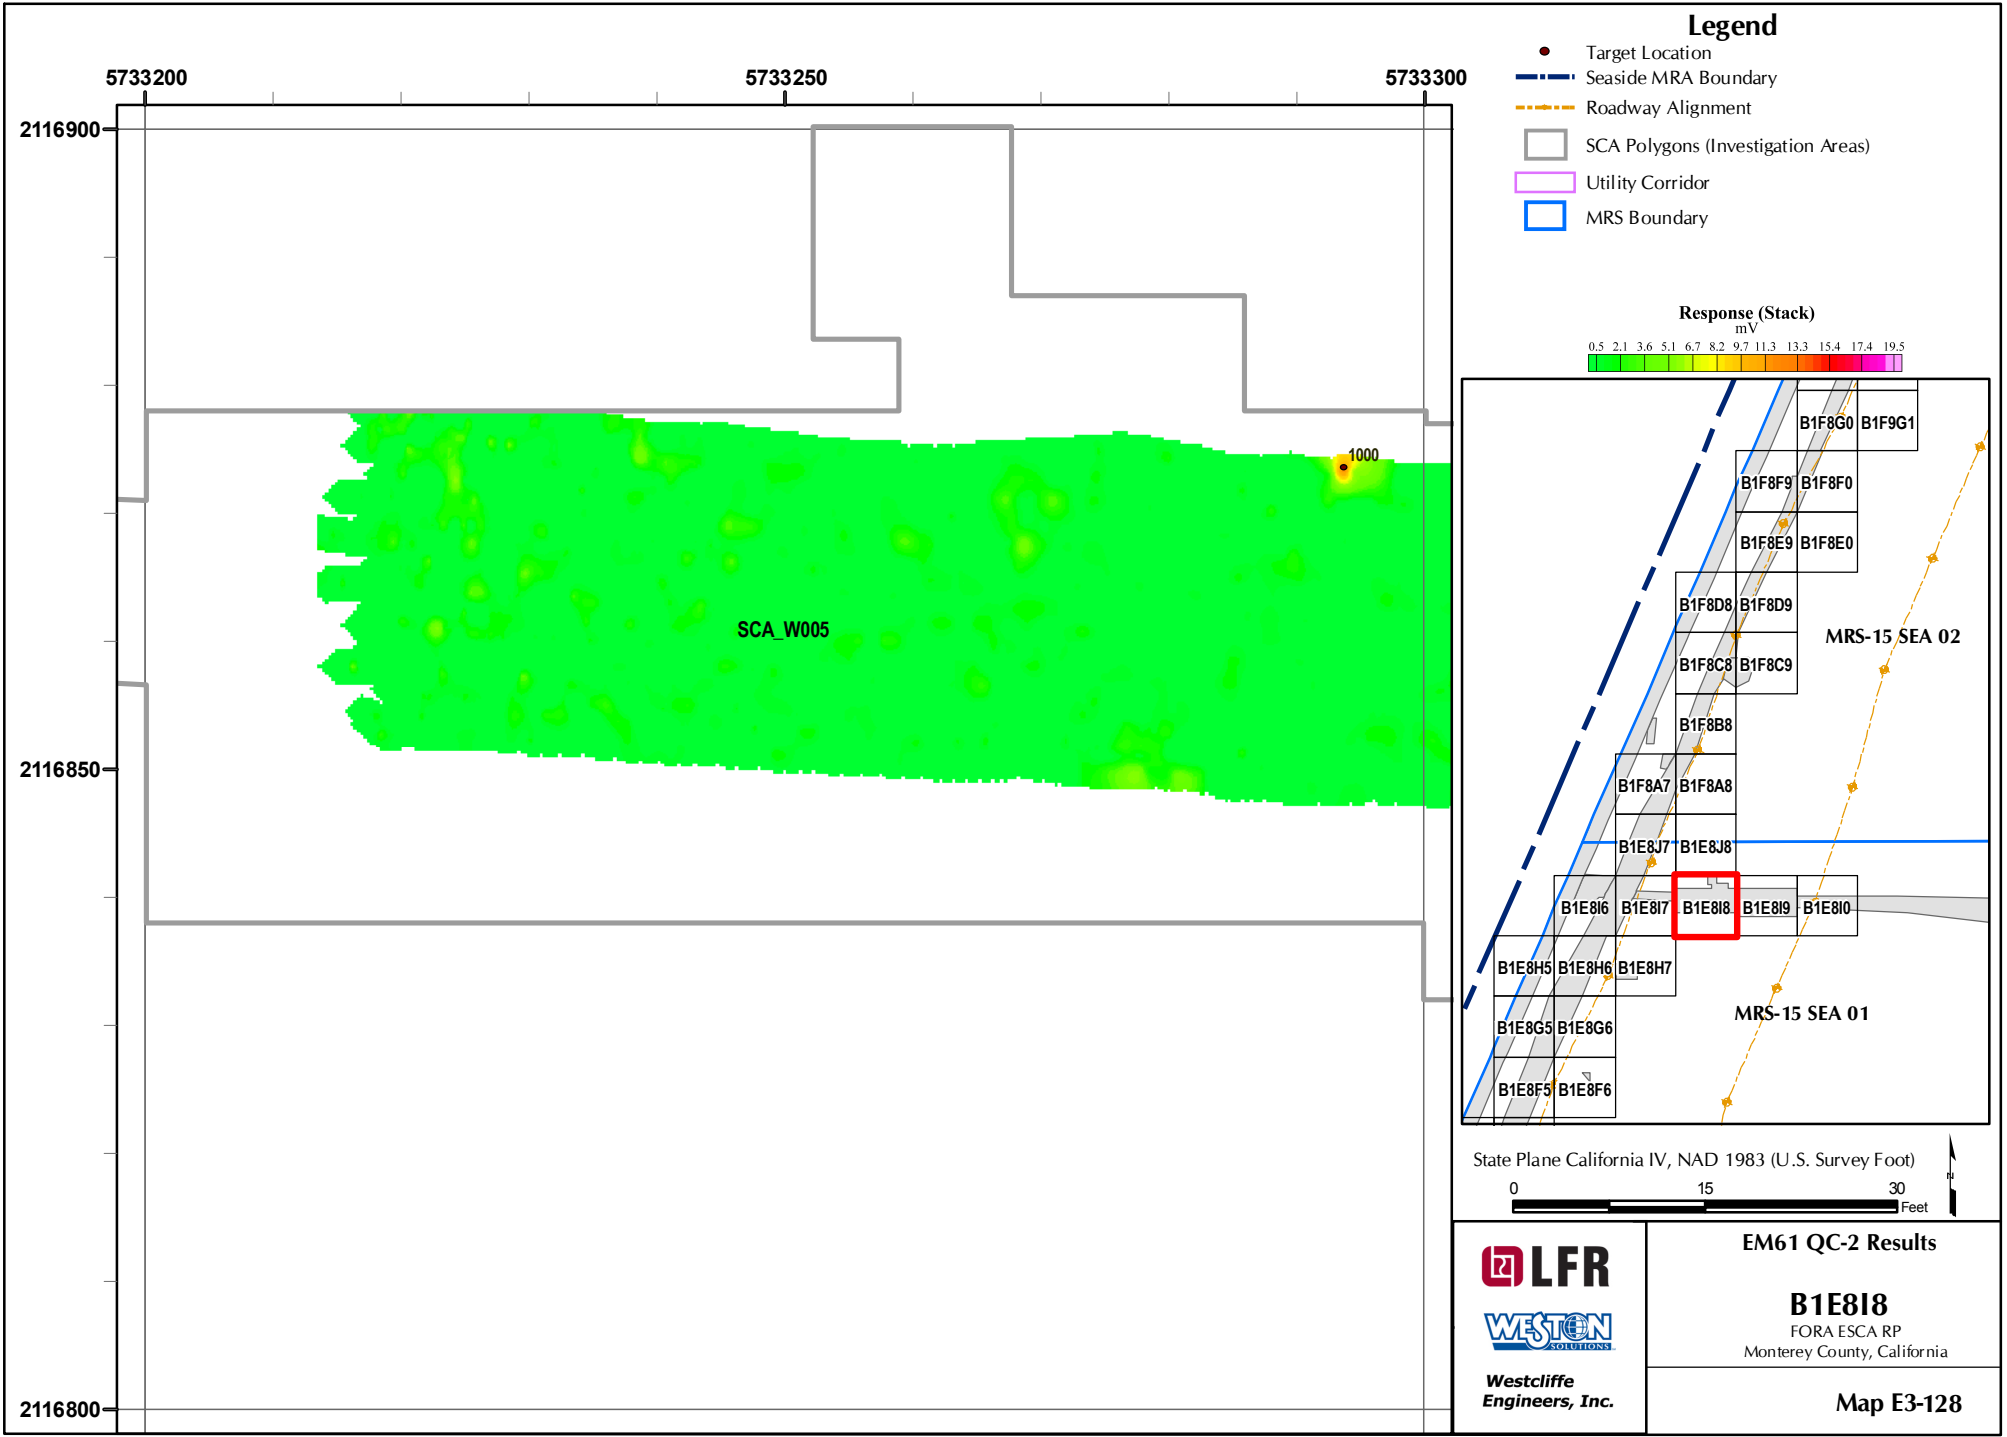 5733200
5733250
5733300
2116900
2116850
2116800
1000
SCA_W005
Legend
Target Location
Seaside MRA Boundary
Roadway Alignment
SCA Polygons (Investigation Areas)
Utility Corridor
MRS Boundary
Response (Stack)
mV
0.5 2.1 3.6 5.1 6.7 8.2 9.7 11.3 13.3 15.4 17.4 19.5
B1F8G0 B1F9G1
B1F8F9 B1F8F0
B1F8E9 B1F8E0
B1F8D8 B1F8D9
MRS-15 SEA 02
B1F8C8 B1F8C9
B1F8B8
B1F8A7 B1F8A8
B1E8J7 B1E8J8
B1E8I6 B1E8I7 B1E8I8 B1E8I9 B1E8I0
B1E8H5 B1E8H6 B1E8H7
MRS-15 SEA 01
B1E8G5 B1E8G6
B1E8F5 B1E8F6
State Plane California IV, NAD 1983 (U.S. Survey Foot)
N
0 15 30
Feet
LFR
WESTON
SOLUTIONS
Westcliffe
Engineers, Inc.
EM61 QC-2 Results
B1E8I8
FORA ESCA RP
Monterey County, California
Map E3-128